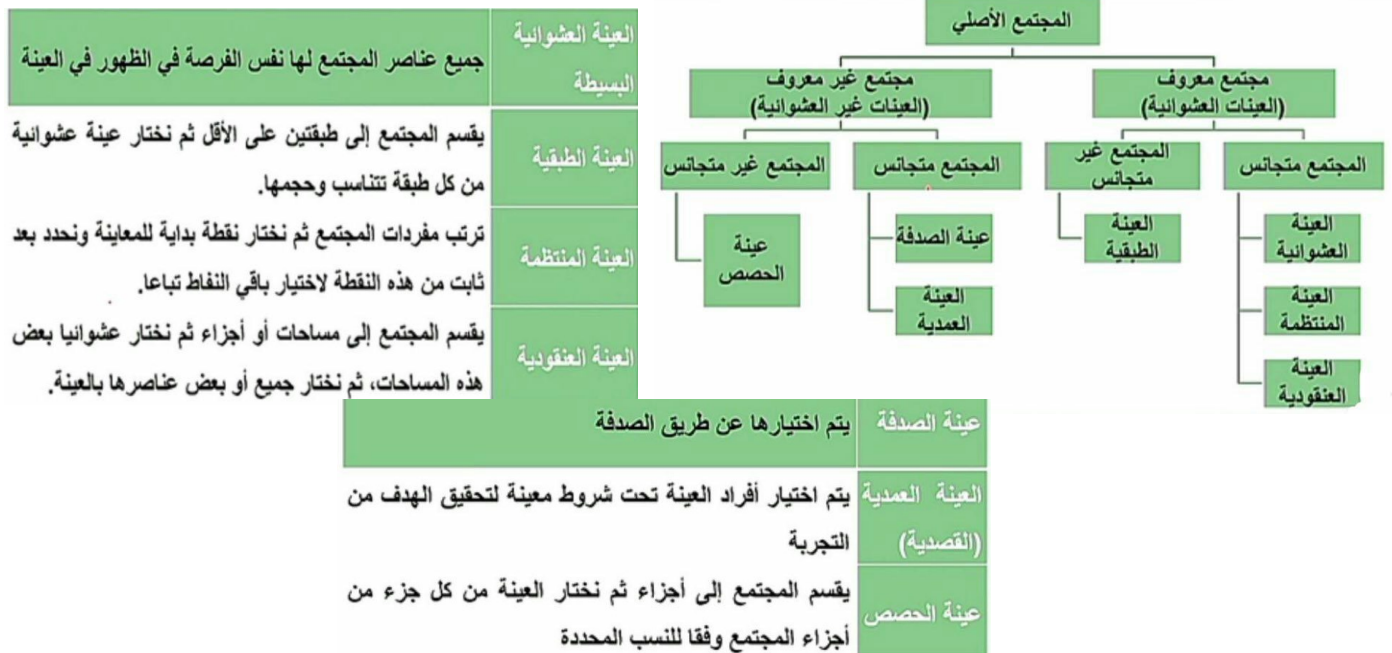 المجتمع الأصلي
مجتمع معروف
(العينات العشوائية)
مجتمع غير معروف
(العينات غير العشوائية)
المجتمع متجانس
المجتمع غير
متجانس
المجتمع متجانس
المجتمع غير متجانس
العينة
العشوائية
العينة
المنتظمة
العينة
العنقودية
العينة
الطبقية
عينة الصدفة
العينة
العمدية
عينة
الحصص
العينة العشوائية
البسيطة
جميع عناصر المجتمع لها نفس الفرصة في الظهور في العينة
العينة الطبقية
يقسم المجتمع إلى طبقتين على الأقل ثم نختار عينة عشوائية
من كل طبقة تتناسب وحجمها.
العينة المنتظمة
ترتب مفردات المجتمع ثم نختار نقطة بداية للمعاينة ونحدد بعد
ثابت من هذه النقطة لاختيار باقي النفاط تباعا.
العينة العنقودية
يقسم المجتمع إلى مساحات أو أجزاء ثم نختار عشوائيا بعض
هذه المساحات، ثم نختار جميع أو بعض عناصرها بالعينة.
عينة الصدفة
يتم اختيارها عن طريق الصدفة
العينة العمدية
(القصدية)
يتم اختيار أفراد العينة تحت شروط معينة لتحقيق الهدف من
التجربة
عينة الحصص
يقسم المجتمع إلى أجزاء ثم نختار العينة من كل جزء من
أجزاء المجتمع وفقا للنسب المحددة